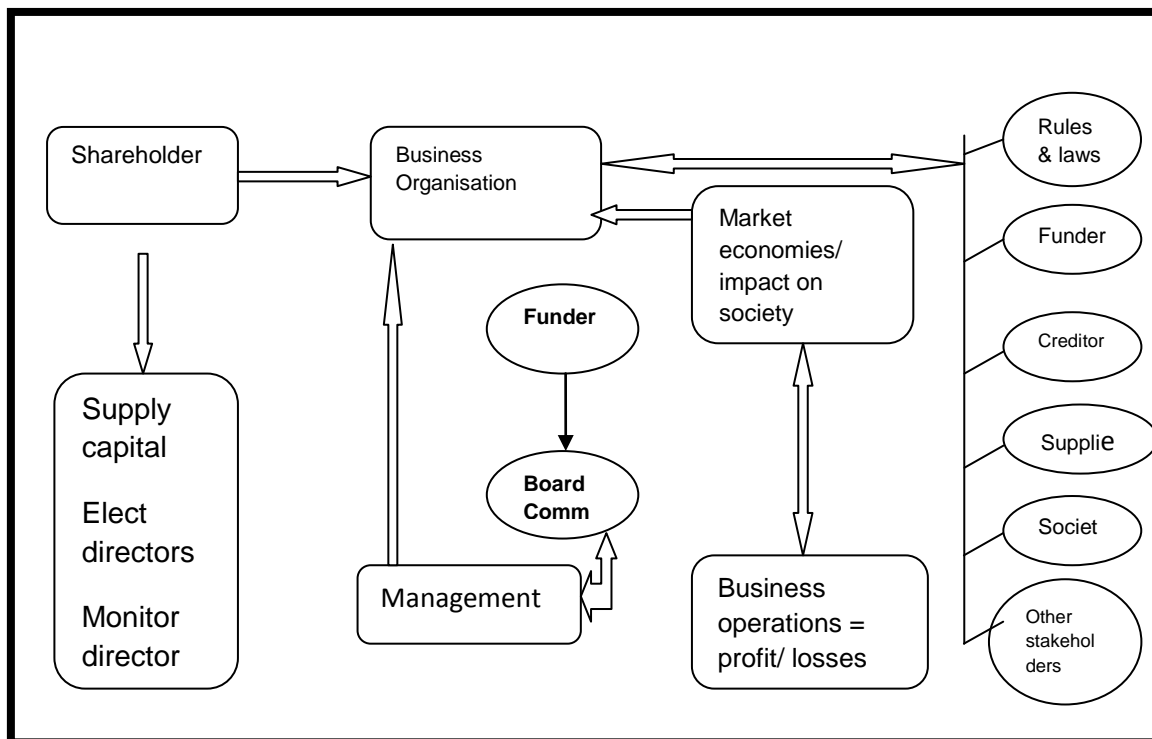 Shareholder
Business
Organisation
Market
economies/
impact on
society
Funder
Board
Comm
Supply
capital
Elect
directors
Monitor
director
Management
Business
operations =
profit/ losses
Rules
& laws
Funder
Creditor
Supplie
Societ
Other
stakehol
ders